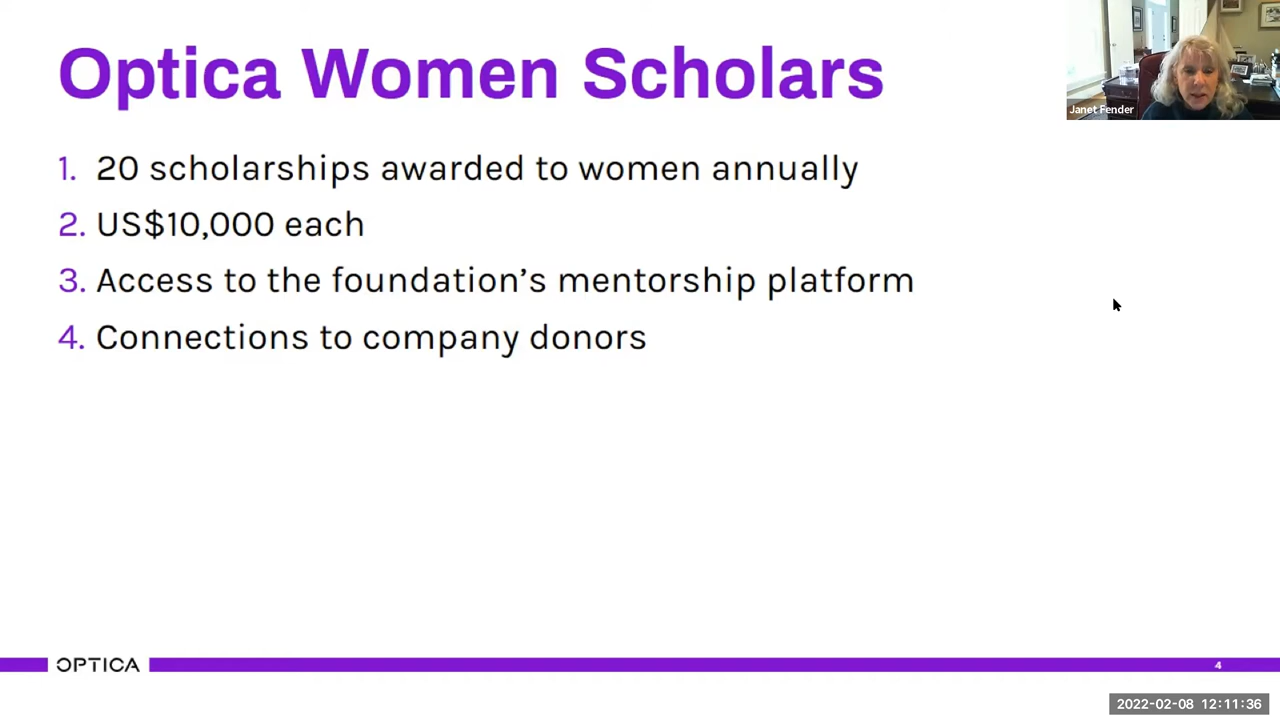 Optica Women Scholars
Janet Fender
1. 20 scholarships awarded to women annually
2. US$10,000 each
3. Access to the foundation’s mentorship platform
4. Connections to company donors
OPTICA
4
2022-02-08 12:11:36